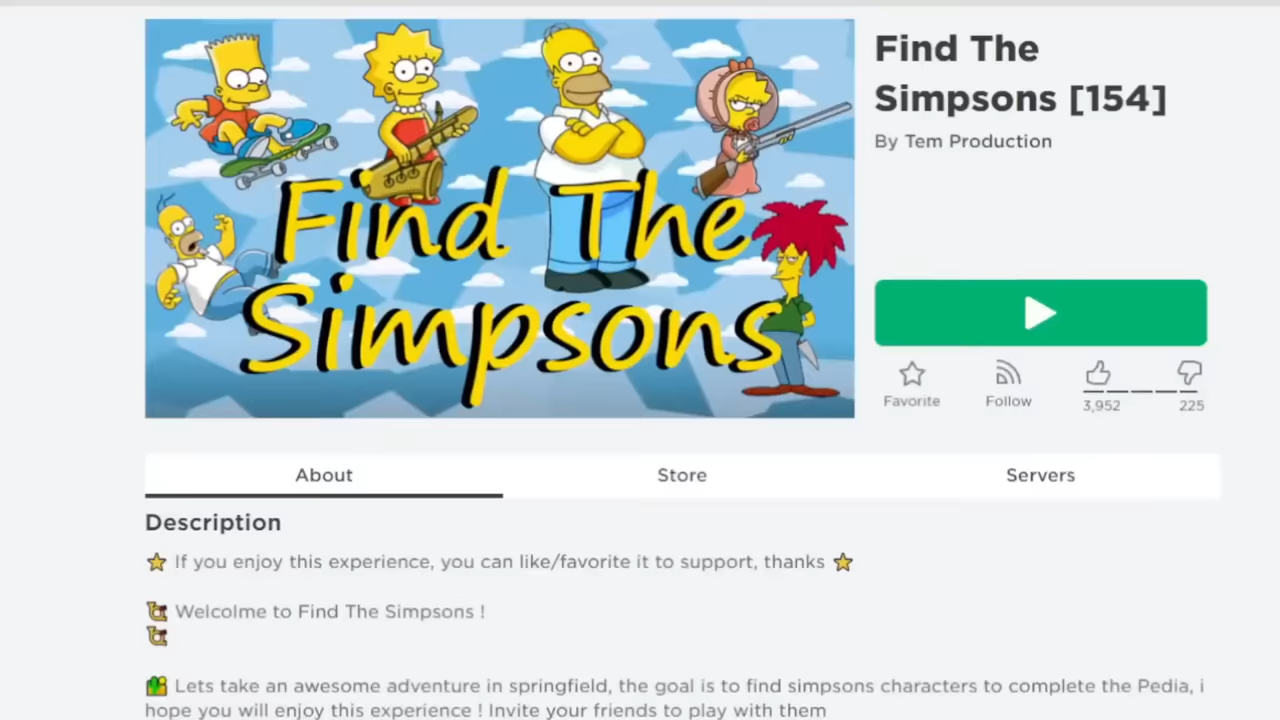 Find The
Simpsons
Find The
Simpsons [154]
By Tem Production
Favorite
Follow
3,952
225
About
Store
Servers
Description
If you enjoy this experience, you can like/favorite it to support, thanks
Welcolme to Find The Simpsons !
Lets take an awesome adventure in springfield, the goal is to find simpsons characters to complete the Pedia, i
hope you will enjoy this experience ! Invite your friends to play with them